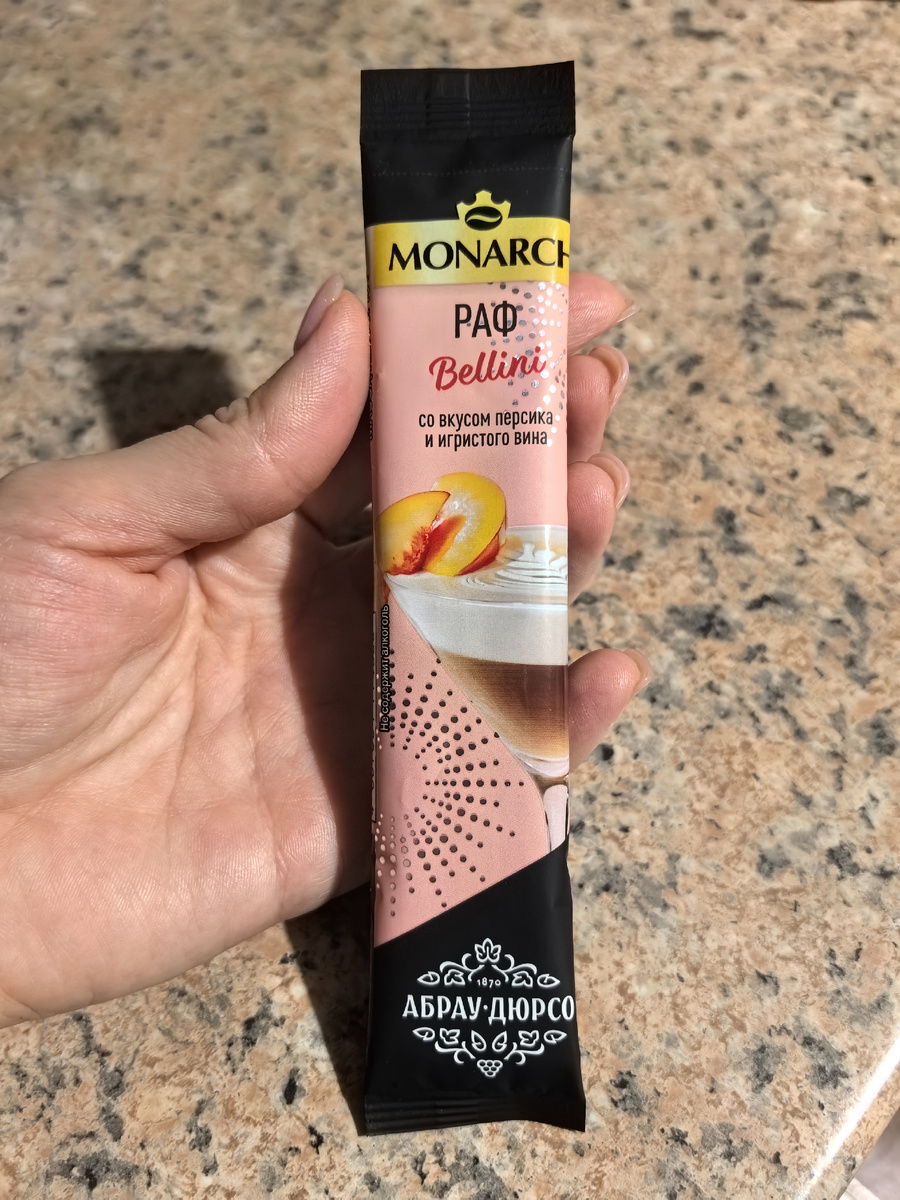 MONARCH
РАФ
Bellini
со вкусом персика
и игристого вина
Не содержит алкоголь
1870
АБРАУ·ДЮРСО